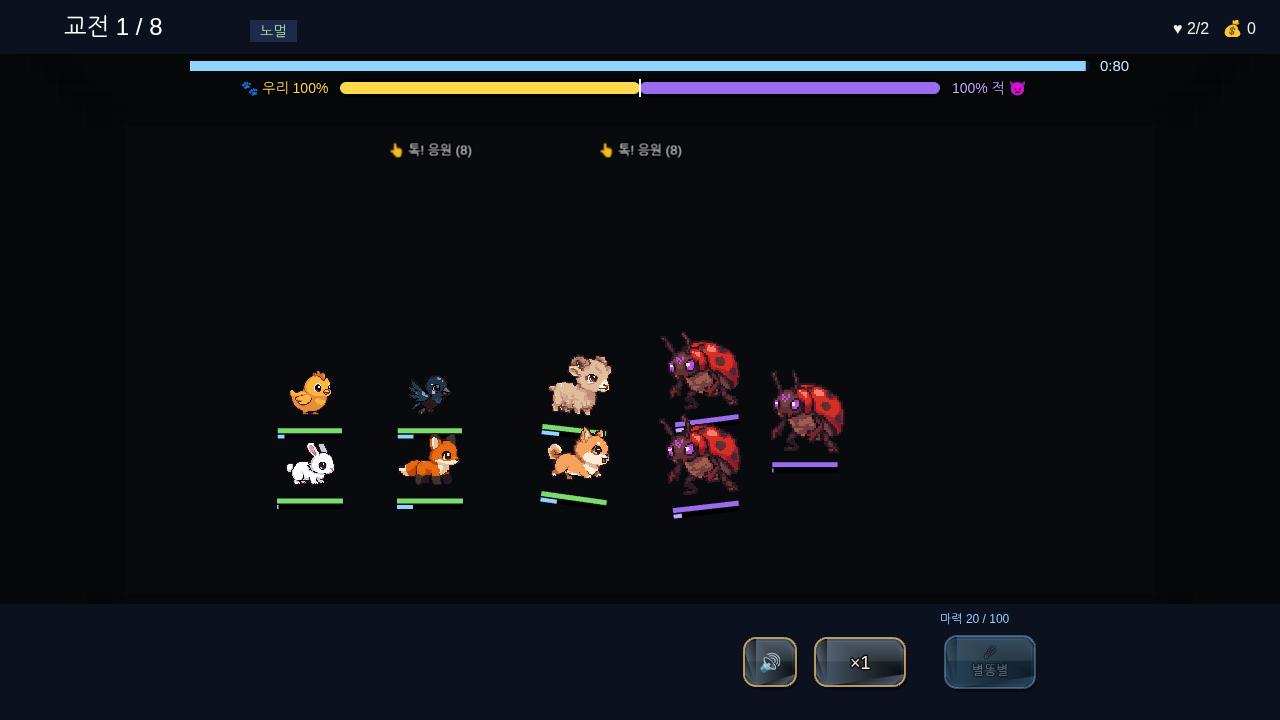 교전 1 / 8
노멀
♥ 2/2 💰 0
0:80
🐾 우리 100%
100% 적 👿
👆 톡! 응원 (8)
👆 톡! 응원 (8)
마력 20 / 100
×1
별똥별